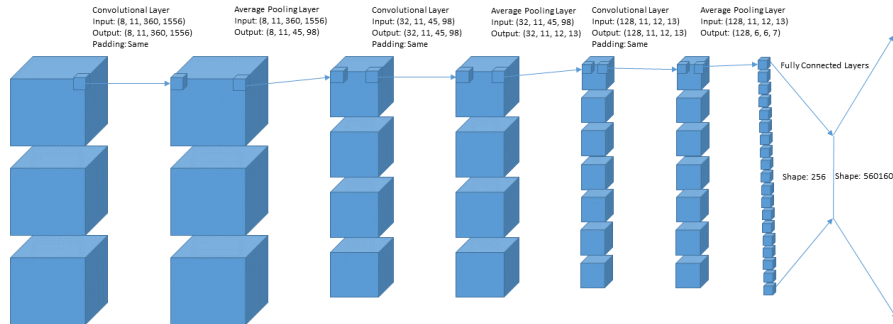 Convolutional Layer
Input: (8, 11, 360, 1556)
Output: (8, 11, 360, 1556)
Padding: Same
Average Pooling Layer
Input: (8, 11, 360, 1556)
Output: (8, 11, 45, 98)
Convolutional Layer
Input: (32, 11, 45, 98)
Output: (32, 11, 45, 98)
Padding: Same
Average Pooling Layer
Input: (32, 11, 45, 98)
Output: (32, 11, 12, 13)
Convolutional Layer
Input: (128, 11, 12, 13)
Output: (128, 11, 12, 13)
Padding: Same
Average Pooling Layer
Input: (128, 11, 12, 13)
Output: (128, 6, 6, 7)
Fully Connected Layers
Shape: 256
Shape: 560160